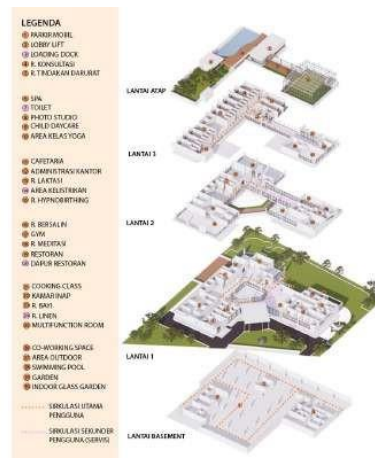 LEGENDA
PARKIR MOBIL
LOBBY LIFT
LOADING DOCK
R. KONSULTASI
R. TINDAKAN DARURAT
SPA
TOILET
PHOTO STUDIO
CHILD DAYCARE
AREA KELAS YOGA
CAFETARIA
ADMINISTRASI KANTOR
R. LAKTASI
AREA KELISTRIKAN
R. HYPNOBIRTHING
R. BERSALIN
GYM
R. MEDITASI
RESTORAN
DAPUR RESTORAN
COOKING CLASS
KAMAR INAP
R. BAYI
R. LINEN
MULTIFUNCTION ROOM
CO-WORKING SPACE
AREA OUTDOOR
SWIMMING POOL
GARDEN
INDOOR GLASS GARDEN
SIRKULASI UTAMA
PENGGUNA
SIRKULASI SEKUNDER
PENGGUNA (SERVIS)
LANTAI ATAP
LANTAI 3
LANTAI 2
LANTAI 1
LANTAI BASEMENT